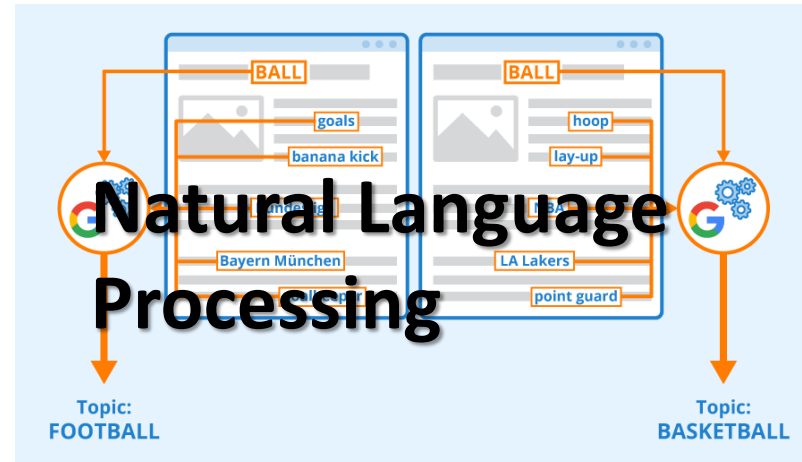 BALL
goals
banana kick
Bayern München
BALL
hoop
lay-up
NBA
LA Lakers
point guard
Natural Language
Processing
Topic:
FOOTBALL
Topic:
BASKETBALL